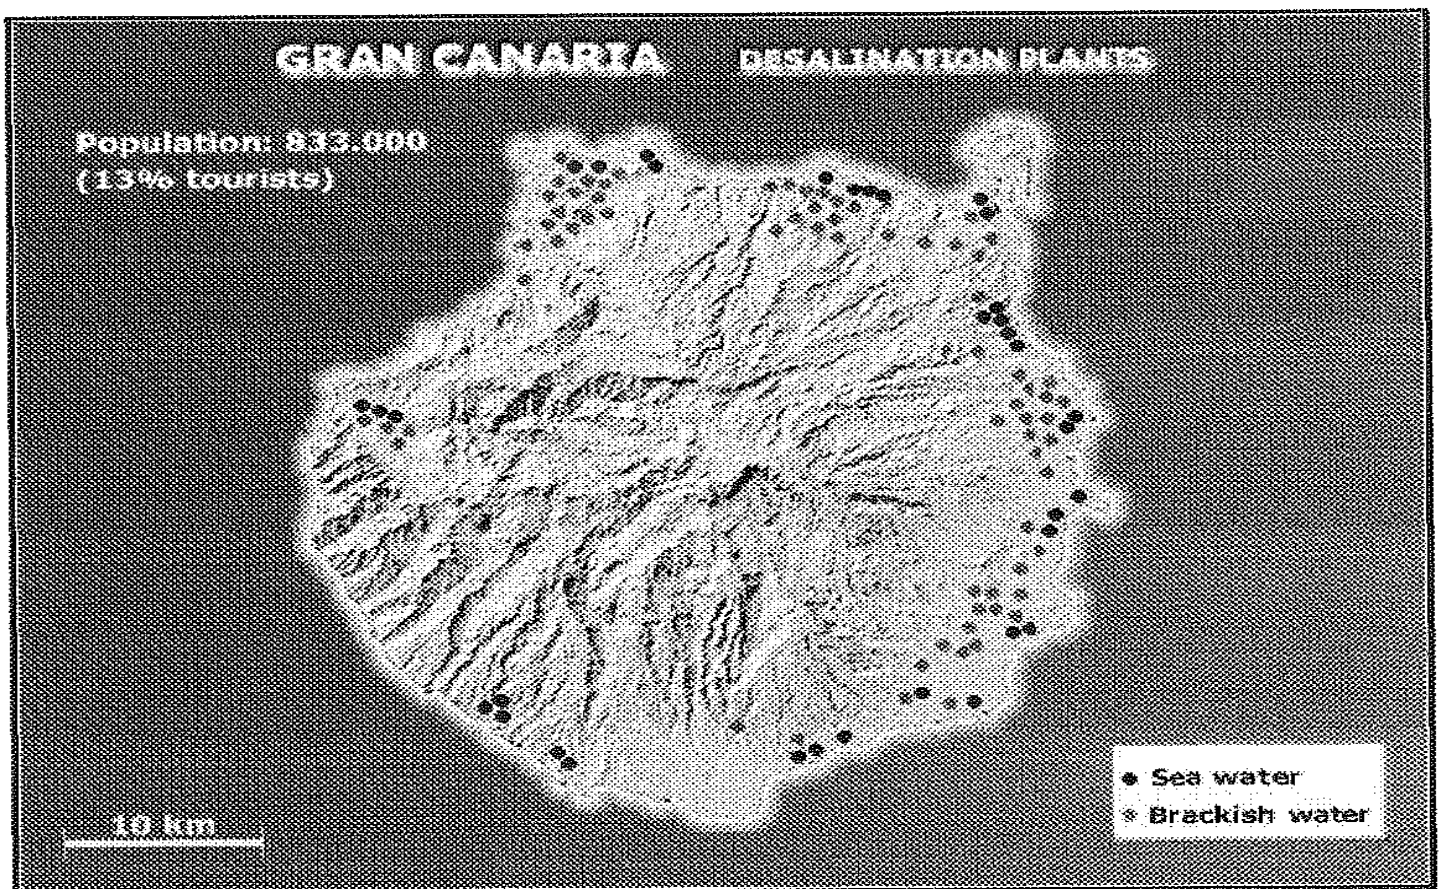 GRAN CANARIA DESALINATION PLANTS
Population: 833.000
(13% tourists)
Sea water
Brackish water
10 km